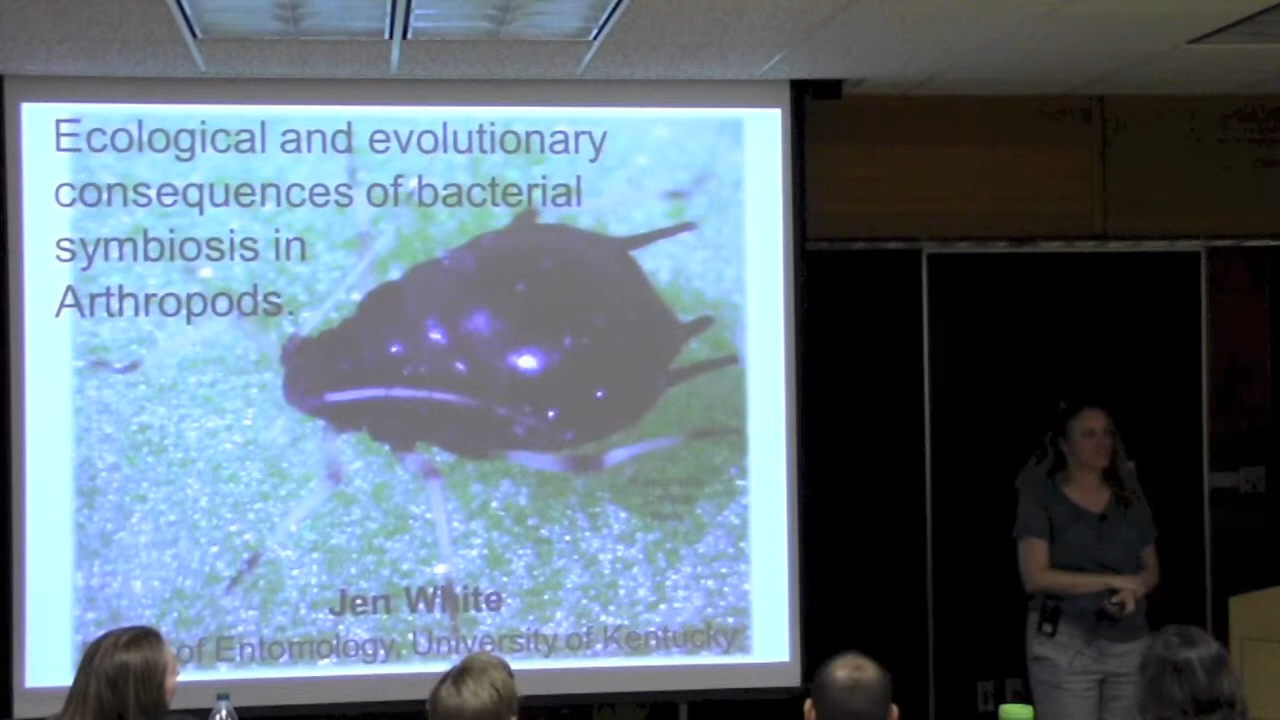 Ecological and evolutionary
consequences of bacterial
symbiosis in
Arthropods.
Jen White
of Entomology, University of Kentucky